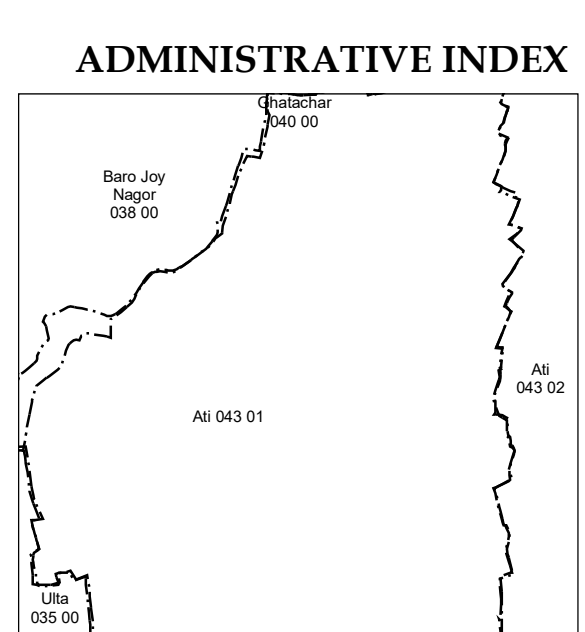 ADMINISTRATIVE INDEX
Ghatachar
040 00
Baro Joy
Nagor
038 00
Ati
043 02
Ati 043 01
Ulta
035 00